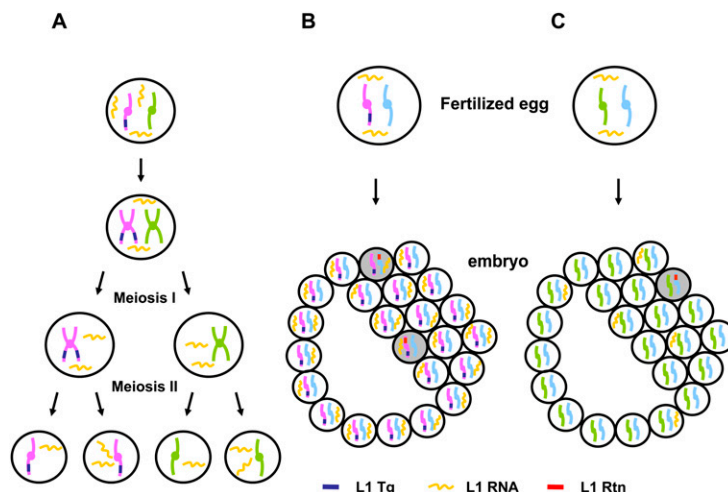 A
B
C
Fertilized egg
embryo
Meiosis I
Meiosis II
L1 Tg
L1 RNA
L1 Rtn